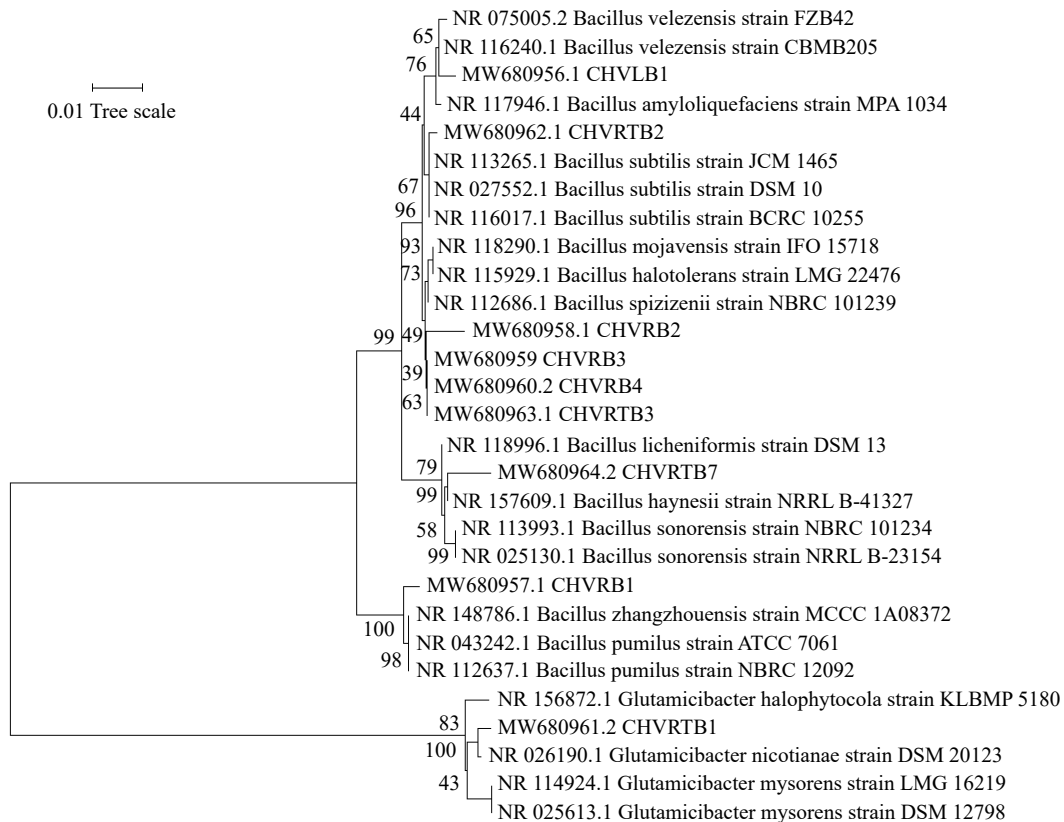 NR 075005.2 Bacillus velezensis strain FZB42
65
NR 116240.1 Bacillus velezensis strain CBMB205
76
MW680956.1 CHVLB1
0.01 Tree scale
NR 117946.1 Bacillus amyloliquefaciens strain MPA 1034
44
MW680962.1 CHVRTB2
NR 113265.1 Bacillus subtilis strain JCM 1465
67
NR 027552.1 Bacillus subtilis strain DSM 10
96
NR 116017.1 Bacillus subtilis strain BCRC 10255
93
NR 118290.1 Bacillus mojavensis strain IFO 15718
73
NR 115929.1 Bacillus halotolerans strain LMG 22476
NR 112686.1 Bacillus spizizenii strain NBRC 101239
MW680958.1 CHVRB2
99
49
MW680959 CHVRB3
39
MW680960.2 CHVRB4
63
MW680963.1 CHVRTB3
NR 118996.1 Bacillus licheniformis strain DSM 13
79
MW680964.2 CHVRTB7
99
NR 157609.1 Bacillus haynesii strain NRRL B-41327
58
NR 113993.1 Bacillus sonorensis strain NBRC 101234
99
NR 025130.1 Bacillus sonorensis strain NRRL B-23154
MW680957.1 CHVRB1
NR 148786.1 Bacillus zhangzhouensis strain MCCC 1A08372
100
NR 043242.1 Bacillus pumilus strain ATCC 7061
98
NR 112637.1 Bacillus pumilus strain NBRC 12092
NR 156872.1 Glutamicibacter halophytocola strain KLBMP 5180
83
MW680961.2 CHVRTB1
100
NR 026190.1 Glutamicibacter nicotianae strain DSM 20123
43
NR 114924.1 Glutamicibacter mysorens strain LMG 16219
NR 025613.1 Glutamicibacter mysorens strain DSM 12798